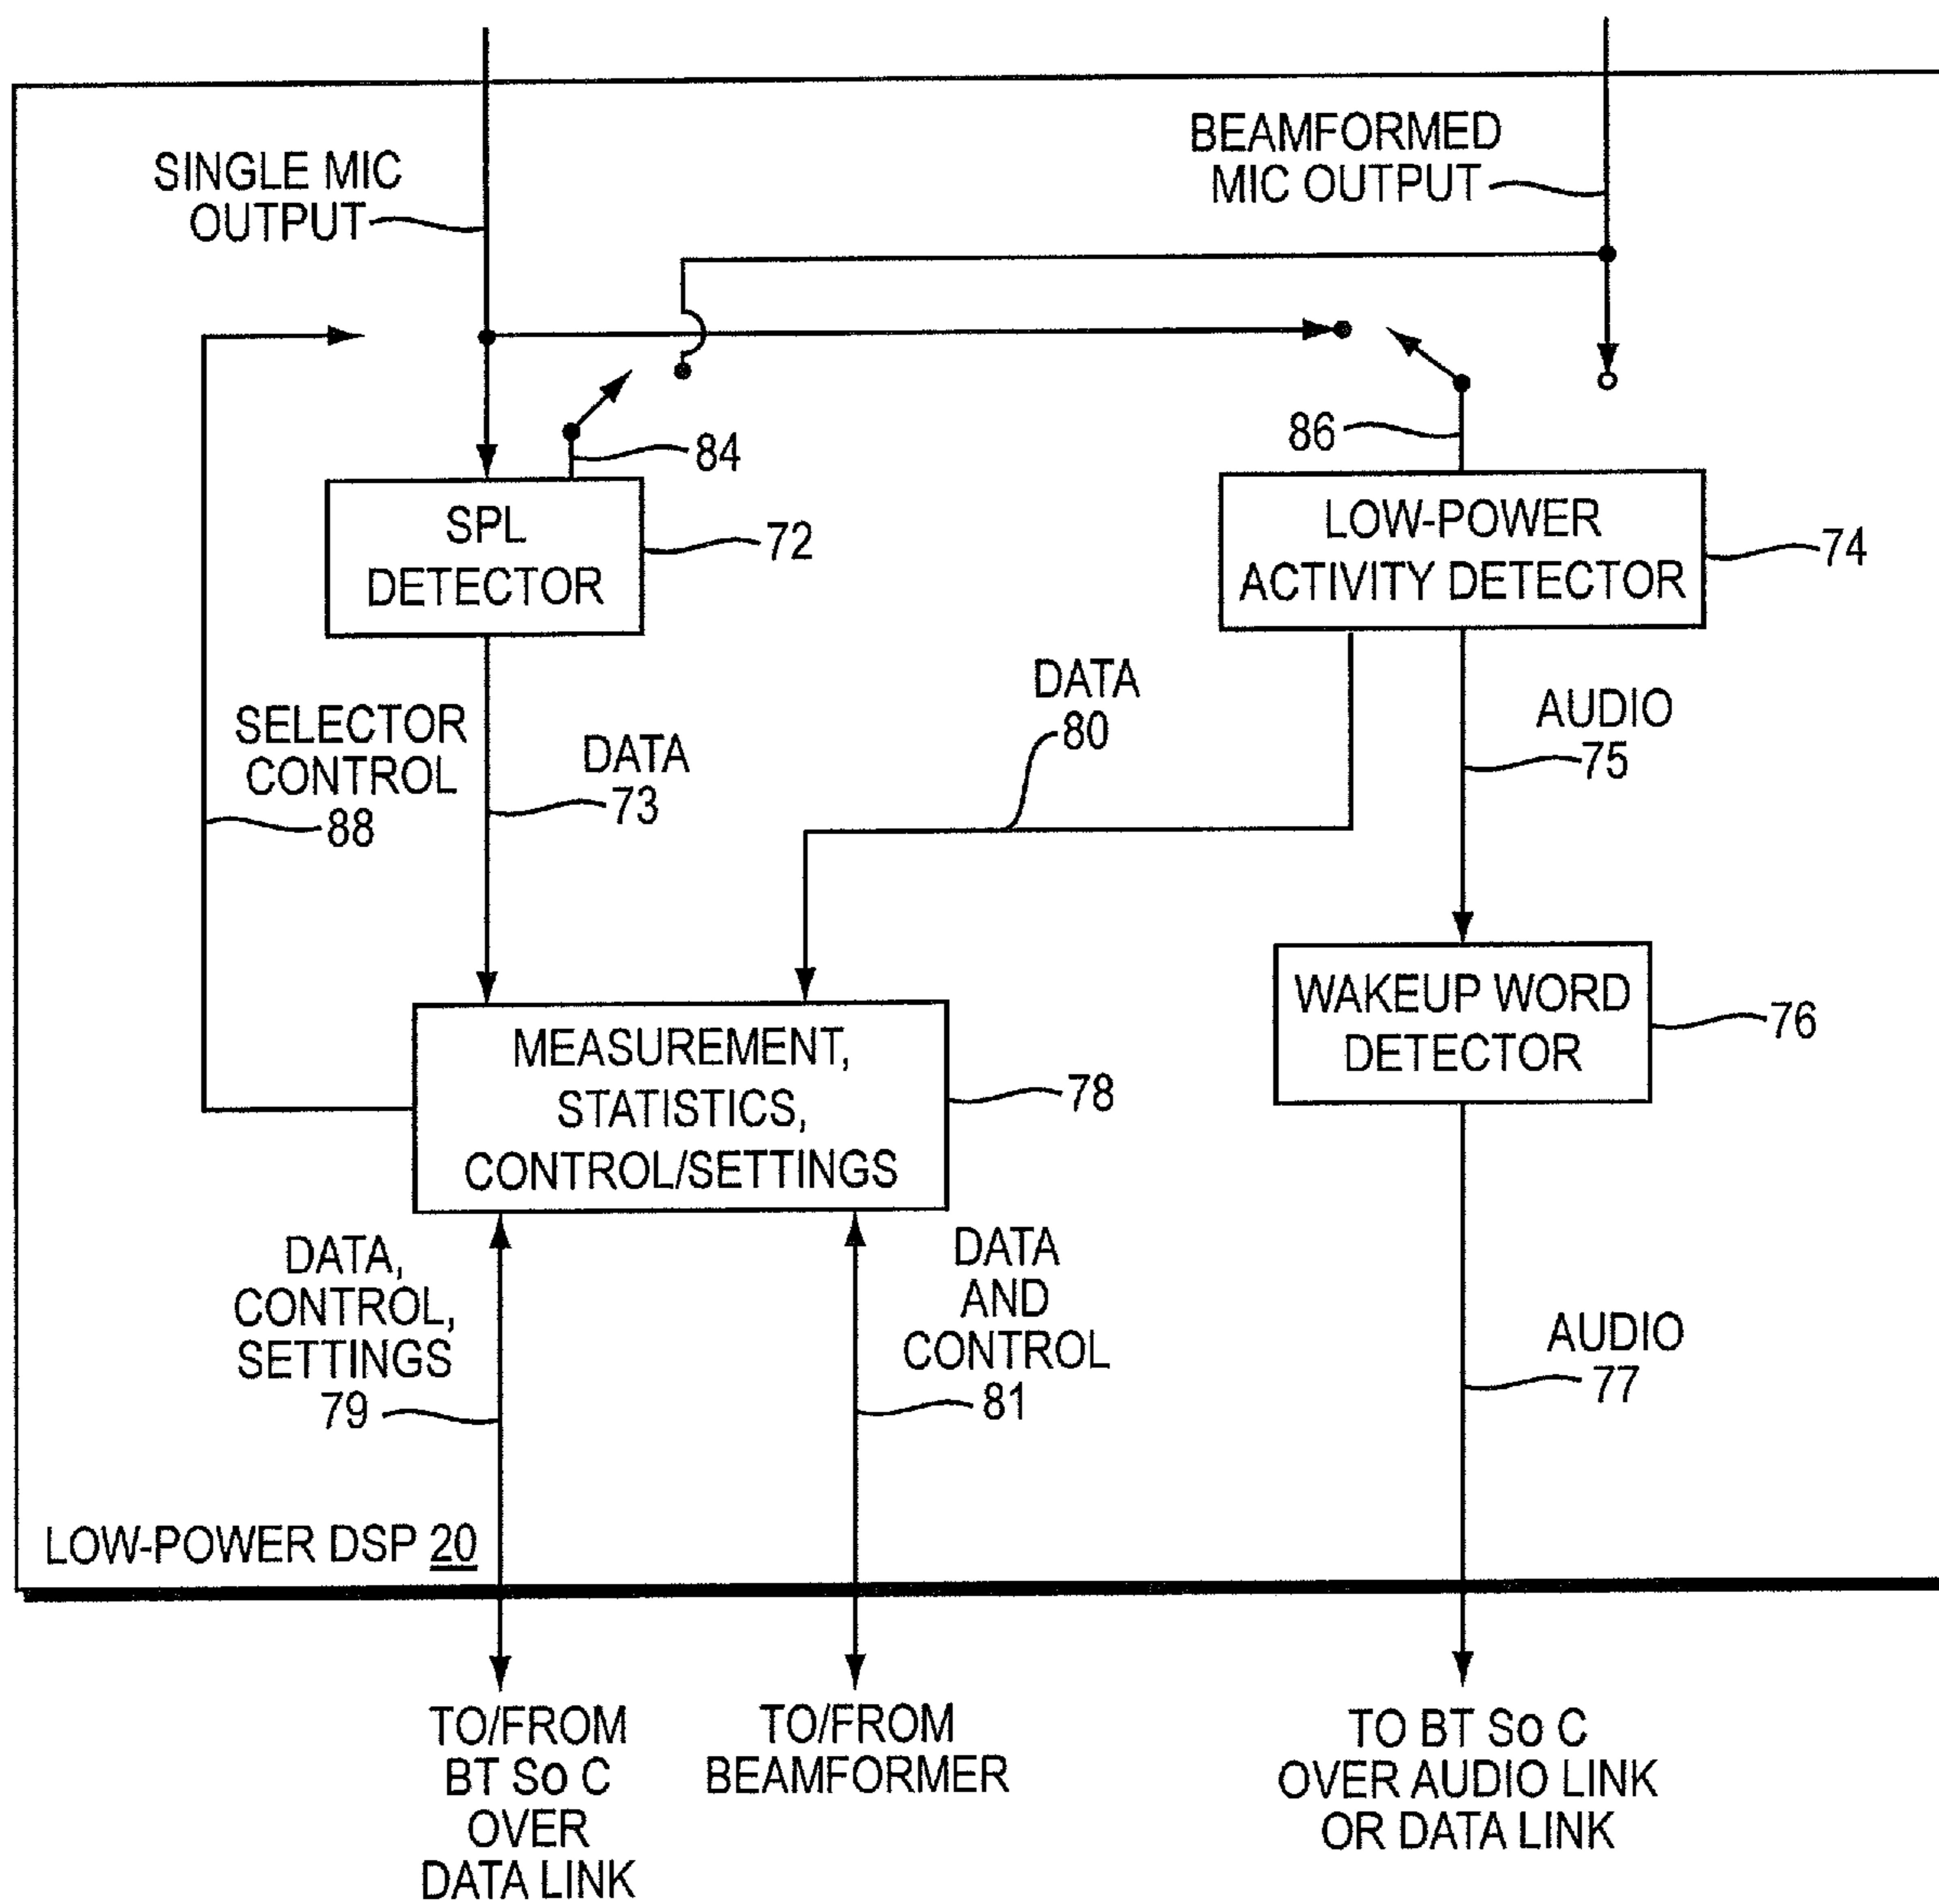 SINGLE MIC
OUTPUT
BEAMFORMED
MIC OUTPUT
84
86
SPL
DETECTOR
72
LOW-POWER
ACTIVITY DETECTOR
74
SELECTOR
CONTROL
88
DATA
73
DATA
80
AUDIO
75
MEASUREMENT,
STATISTICS,
CONTROL/SETTINGS
78
WAKEUP WORD
DETECTOR
76
DATA,
CONTROL,
SETTINGS
79
DATA
AND
CONTROL
81
AUDIO
77
LOW-POWER DSP 20
TO/FROM
BT So C
OVER
DATA LINK
TO/FROM
BEAMFORMER
TO BT So C
OVER AUDIO LINK
OR DATA LINK